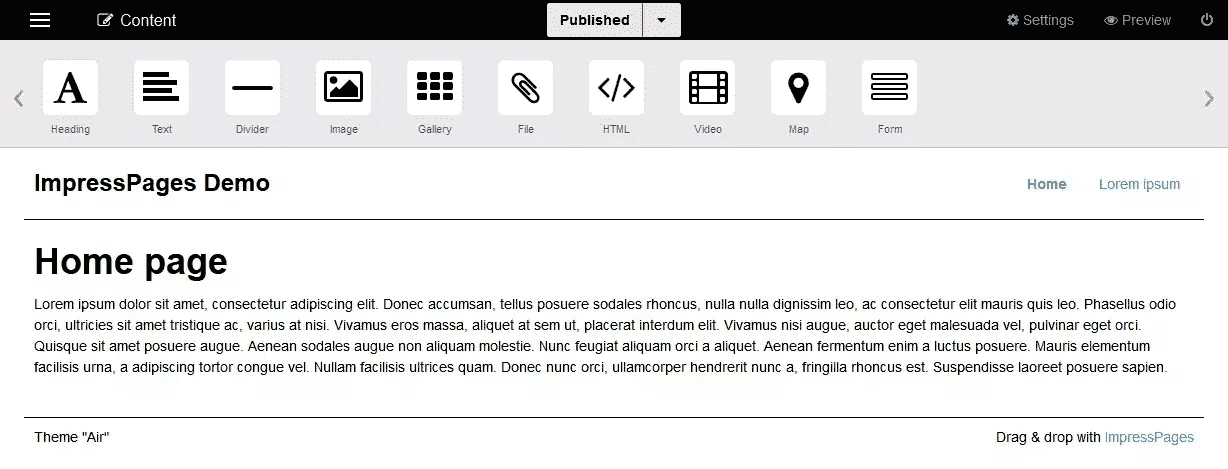 Content Published Settings Preview
Heading Text Divider Image Gallery File HTML Video Map Form
ImpressPages Demo Home Lorem ipsum
Home page
Lorem ipsum dolor sit amet, consectetur adipiscing elit. Donec accumsan, tellus posuere sodales rhoncus, nulla nulla dignissim leo, ac consectetur elit mauris quis leo. Phasellus odio
orci, ultricies sit amet tristique ac, varius at nisi. Vivamus eros massa, aliquet at sem ut, placerat interdum elit. Vivamus nisi augue, auctor eget malesuada vel, pulvinar eget orci.
Quisque sit amet posuere augue. Aenean sodales augue non aliquam molestie. Nunc feugiat aliquam orci a aliquet. Aenean fermentum enim a luctus posuere. Mauris elementum
facilisis urna, a adipiscing tortor congue vel. Nullam facilisis ultrices quam. Donec nunc orci, ullamcorper hendrerit nunc a, fringilla rhoncus est. Suspendisse laoreet posuere sapien.
Theme "Air" Drag & drop with ImpressPages